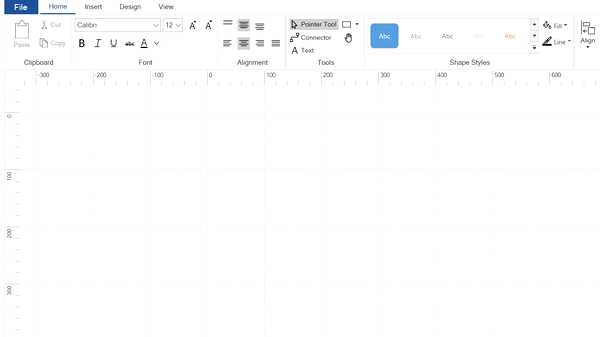 File Home Insert Design View
Paste
Cut
Copy
Clipboard
Calibri 12 A A
B I U abc A
Font
Alignment
Pointer Tool
Connector
A Text
Tools
Abc Abc Abc Abc Abc
Shape Styles
Fill
Line
Align
-300 -200 -100 0 100 200 300 400 500 600
0
100
200
300